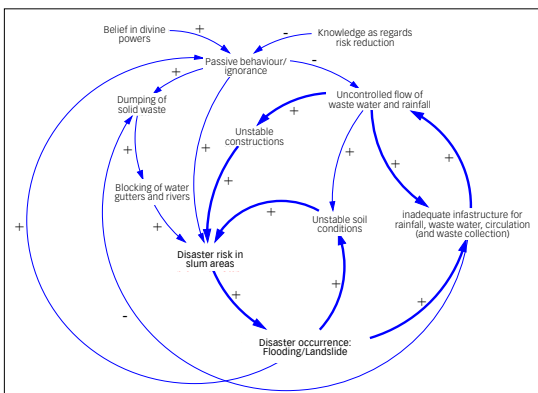 Belief in divine
powers
+
-
Knowledge as regards
risk reduction
Passive behaviour/
ignorance
+
-
Dumping of
solid waste
Uncontrolled flow of
waste water and rainfall
+
Unstable
constructions
+
+
+
+
Blocking of water
gutters and rivers
+
+
+
Unstable soil
conditions
inadequate infastructure for
rainfall, waste water, circulation
(and waste collection)
+
+
Disaster risk in
slum areas
+
+
+
-
Disaster occurrence:
Flooding/Landslide